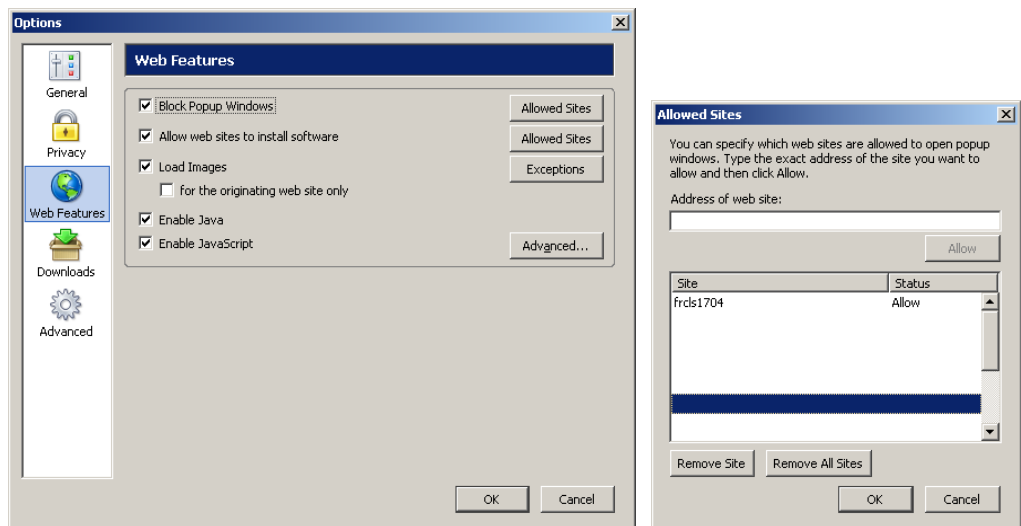 Options
General
Privacy
Web Features
Downloads
Advanced
Web Features
Block Popup Windows
Allowed Sites
Allow web sites to install software
Allowed Sites
Load Images
Exceptions
for the originating web site only
Enable Java
Enable JavaScript
Advanced...
OK
Cancel
Allowed Sites
You can specify which web sites are allowed to open popup
windows. Type the exact address of the site you want to
allow and then click Allow.
Address of web site:
Allow
Site
Status
frcls1704
Allow
Remove Site
Remove All Sites
OK
Cancel